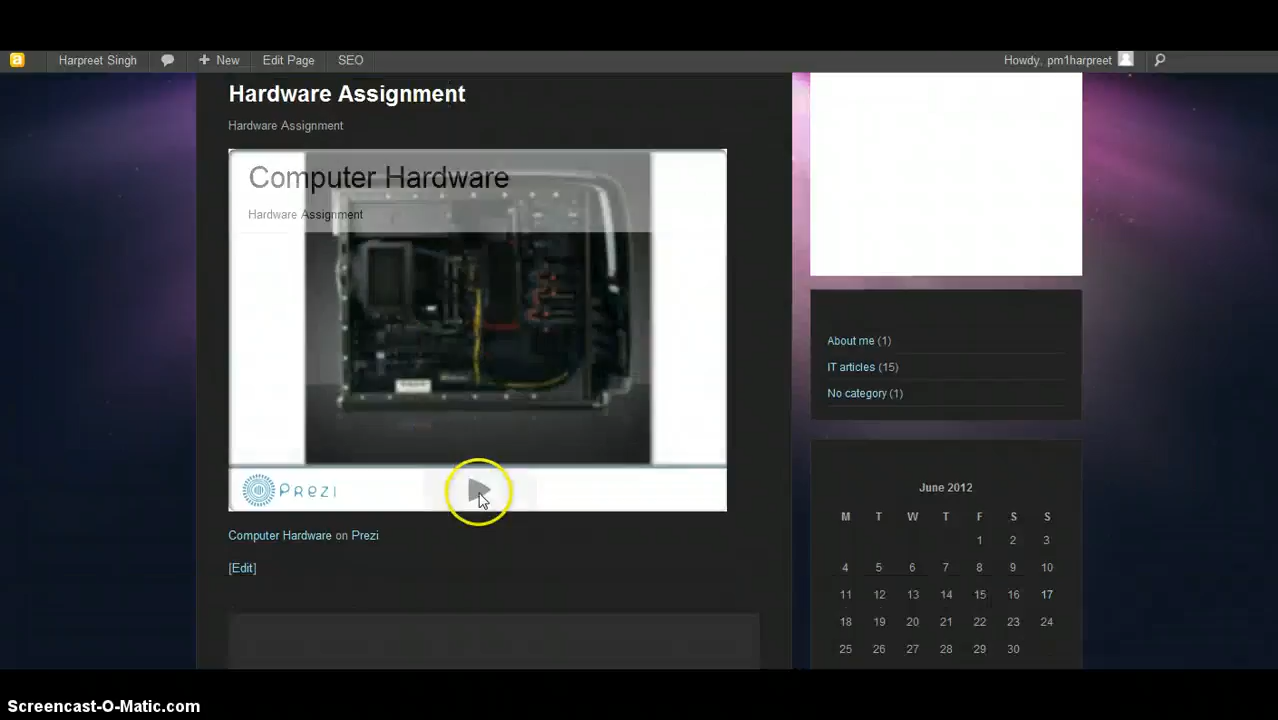 Harpreet Singh
New
Edit Page
SEO
Howdy, pm1harpreet
Hardware Assignment
Hardware Assignment
Computer Hardware
Hardware Assignment
PREZI
Computer Hardware on Prezi
[Edit]
About me (1)
IT articles (15)
No category (1)
June 2012
M T W T F S S
1 2 3
4 5 6 7 8 9 10
11 12 13 14 15 16 17
18 19 20 21 22 23 24
25 26 27 28 29 30
Screencast-O-Matic.com